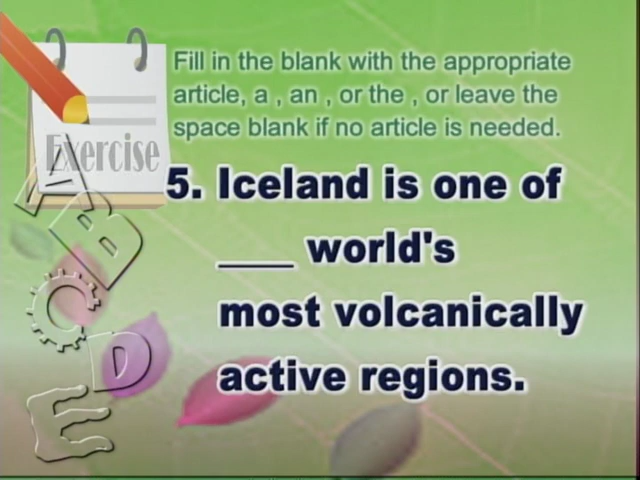 Fill in the blank with the appropriate
article, a , an , or the , or leave the
space blank if no article is needed.
Exercise
5. Iceland is one of
___ world's
most volcanically
active regions.
A
B
C
D
E